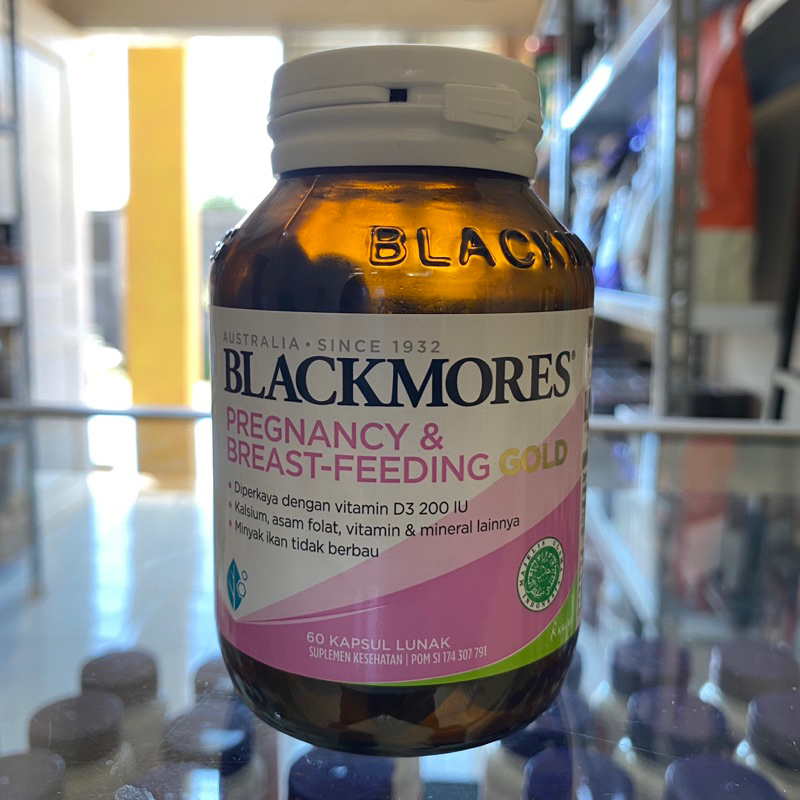 BLACKM
AUSTRALIA • SINCE 1932
BLACKMORES®
PREGNANCY &
BREAST-FEEDING GOLD
• Diperkaya dengan vitamin D3 200 IU
• Kalsium, asam folat, vitamin & mineral lainnya
• Minyak ikan tidak berbau
60 KAPSUL LUNAK
SUPLEMEN KESEHATAN | POM SI 174 307 791